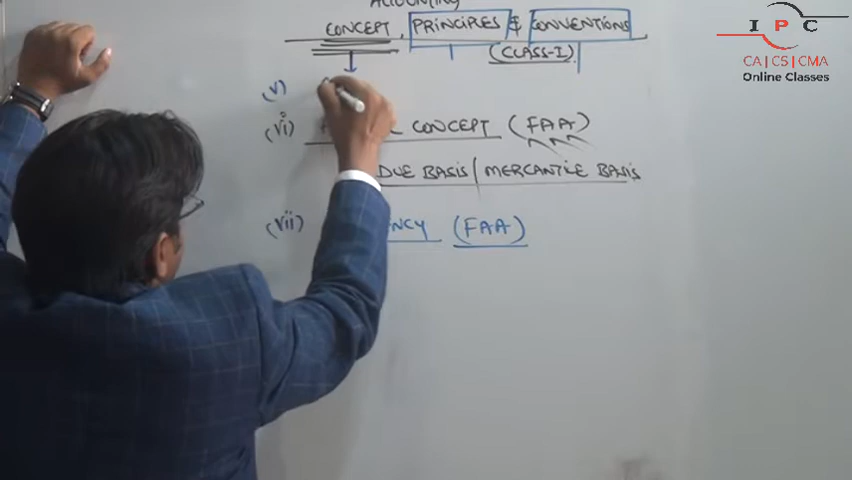 ACCOUNTING
CONCEPT, PRINCIPLES & CONVENTIONS
(CLASS-I)
(v)
(vi) CONCEPT (FAA)
DUE BASIS/MERCANTILE BASIS
(vii) (FAA)
IPC
CA|CS|CMA
Online Classes